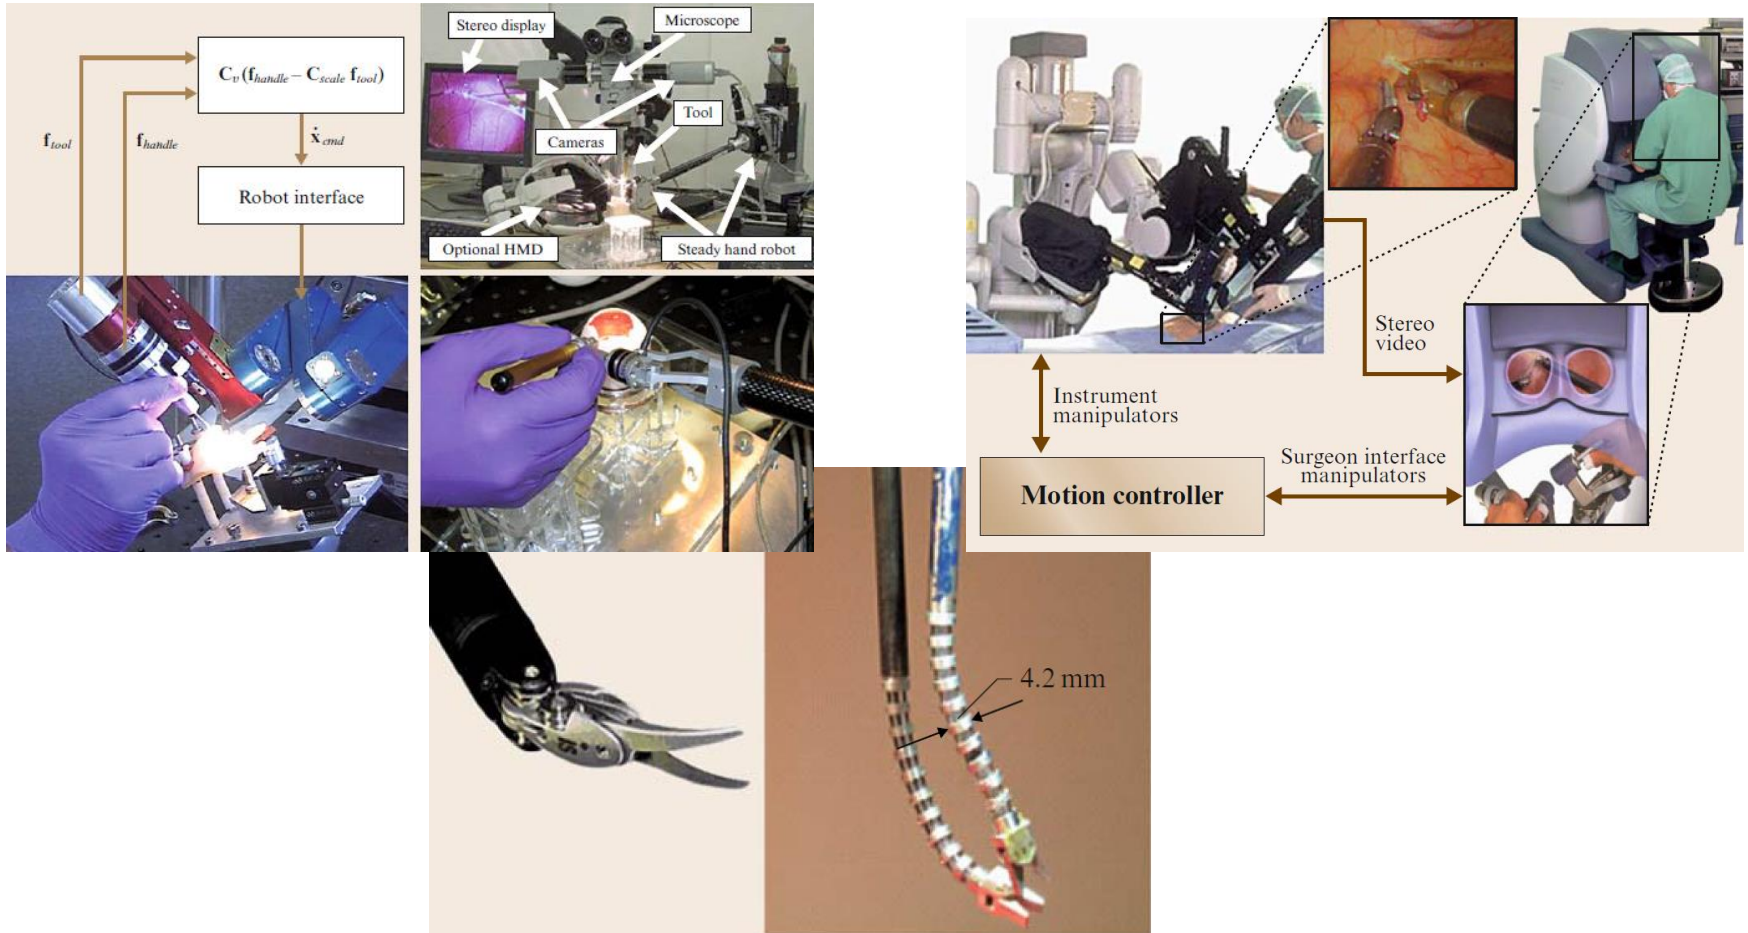 C_v (f_handle – C_scale f_tool)
f_tool
f_handle
ẋ_cmd
Robot interface
Stereo display
Microscope
Tool
Cameras
Optional HMD
Steady hand robot
Stereo
video
Instrument
manipulators
Surgeon interface
manipulators
Motion controller
4.2 mm